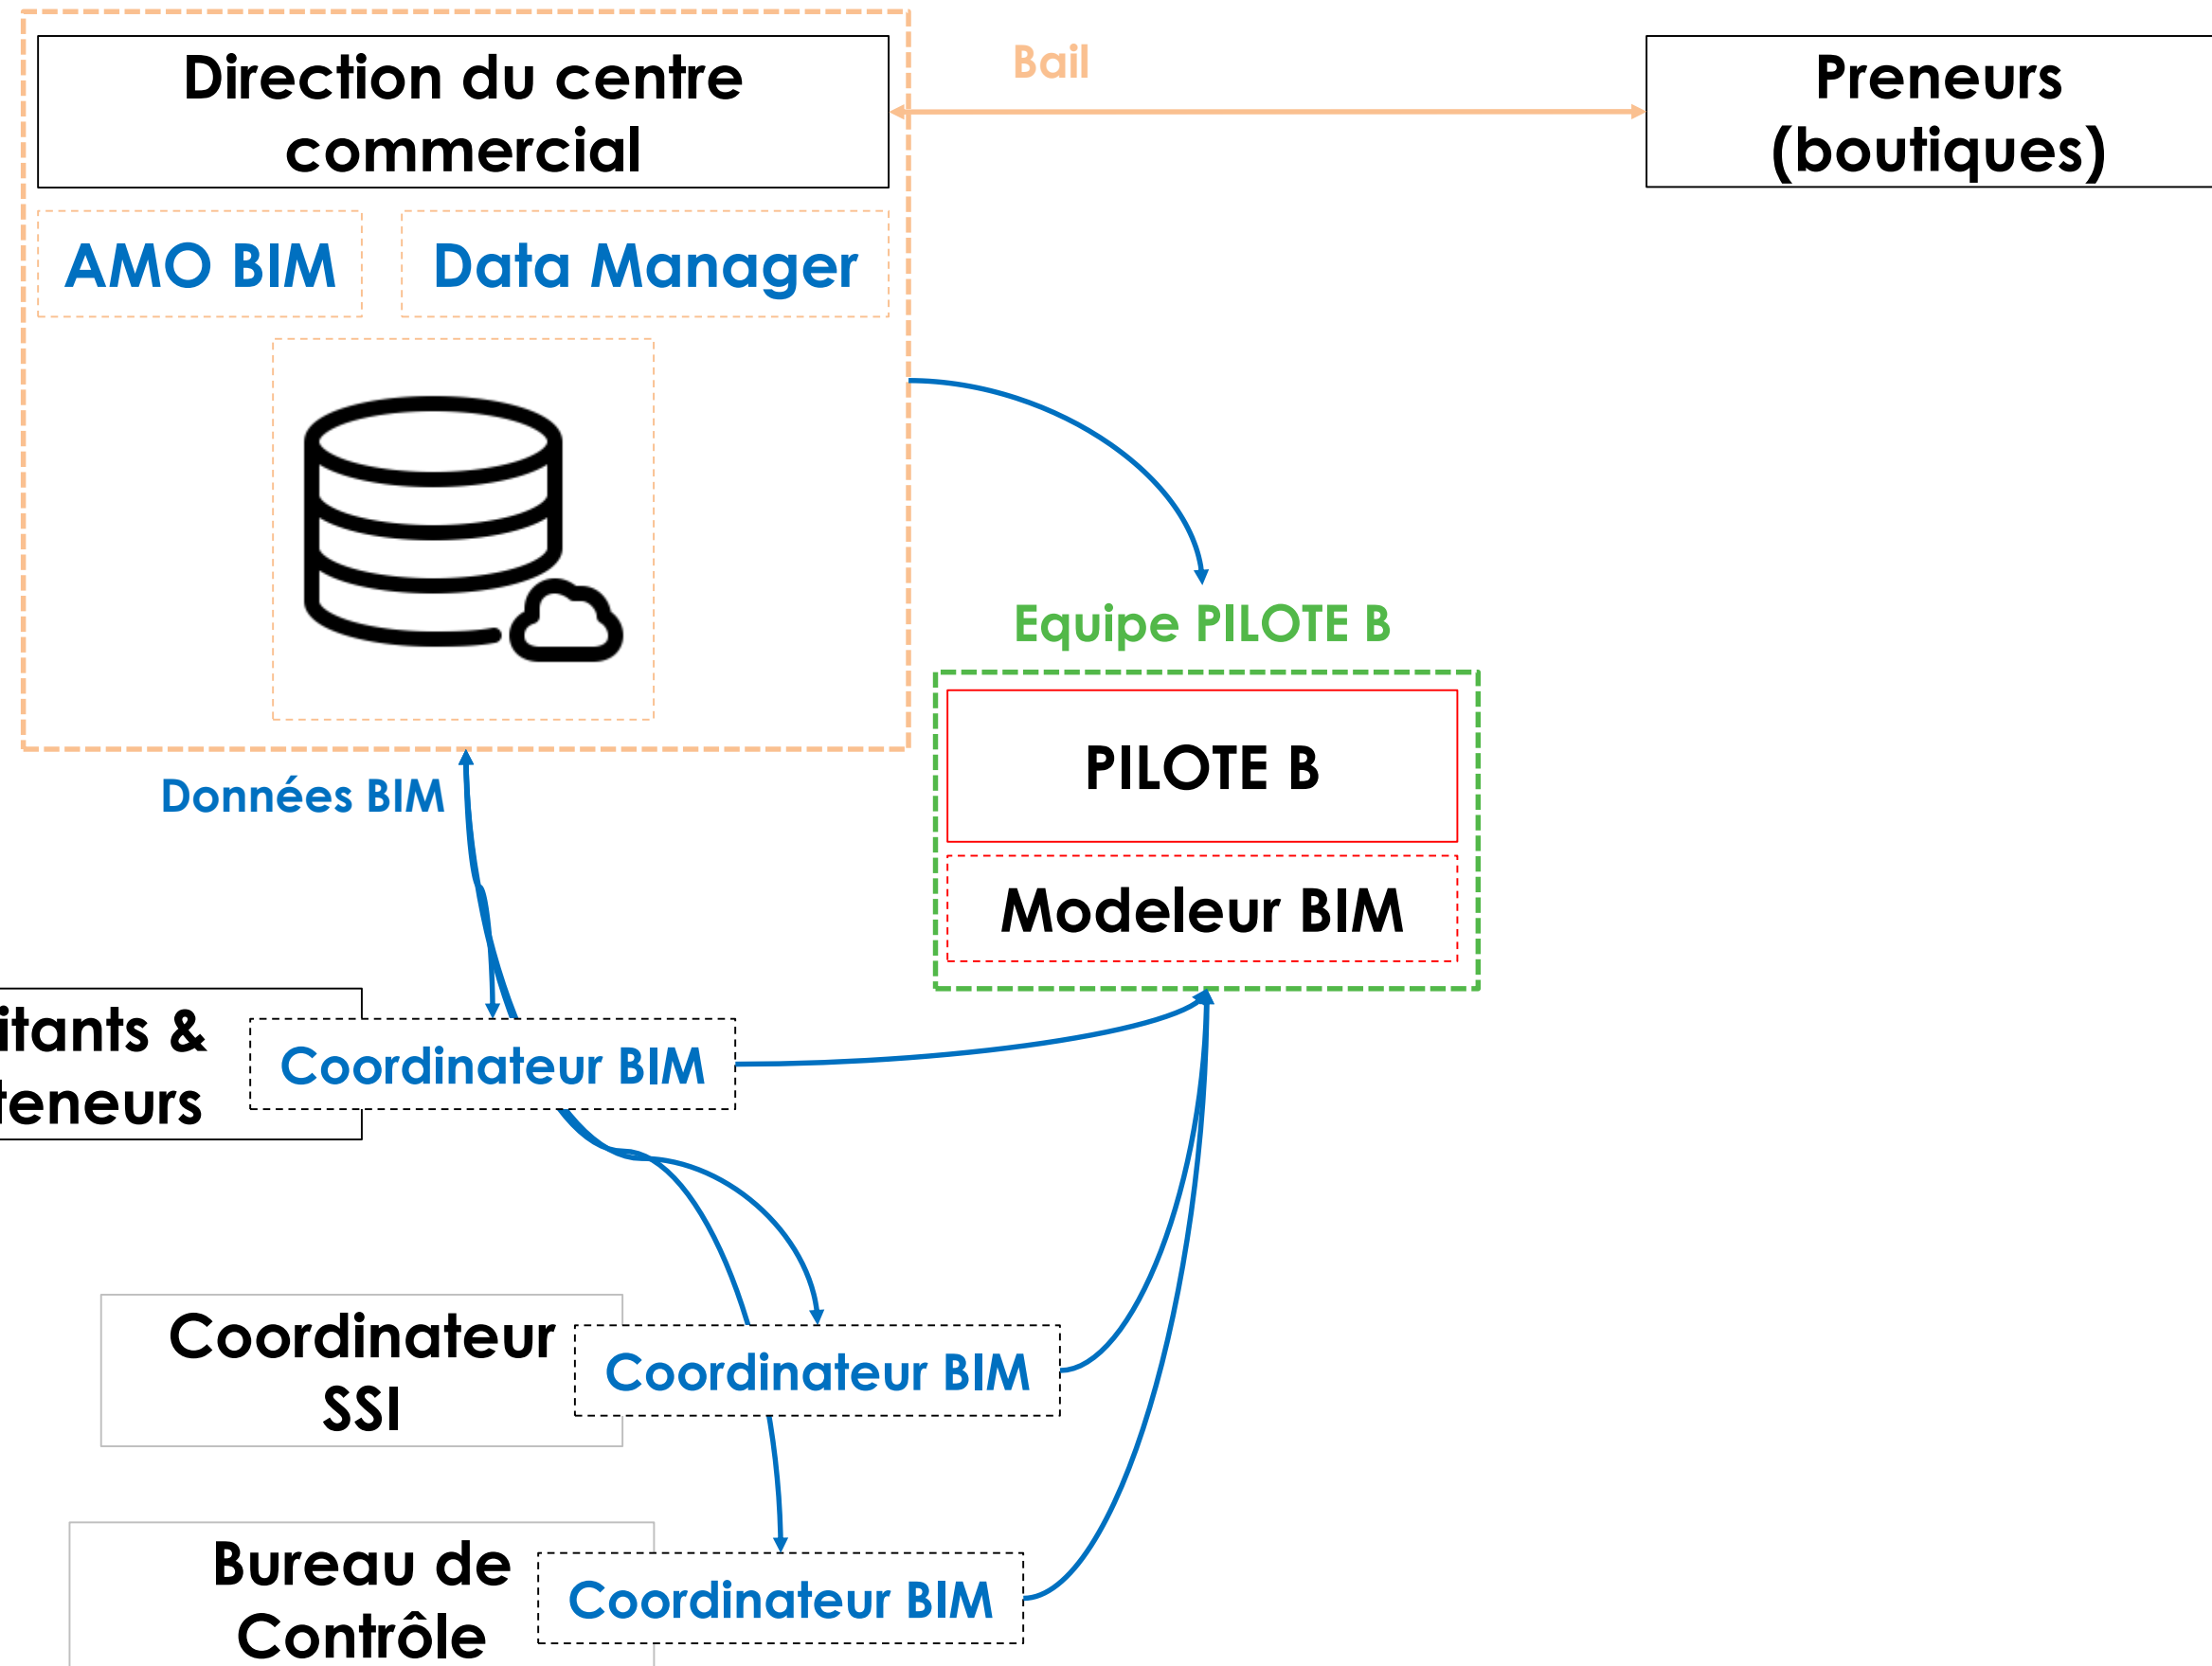 Direction du centre
commercial
Bail
Preneurs
(boutiques)
AMO BIM
Data Manager
Equipe PILOTE B
PILOTE B
Données BIM
Modeleur BIM
&
Coordinateur BIM
Coordinateur
SSI
Coordinateur BIM
Bureau de
Contrôle
Coordinateur BIM